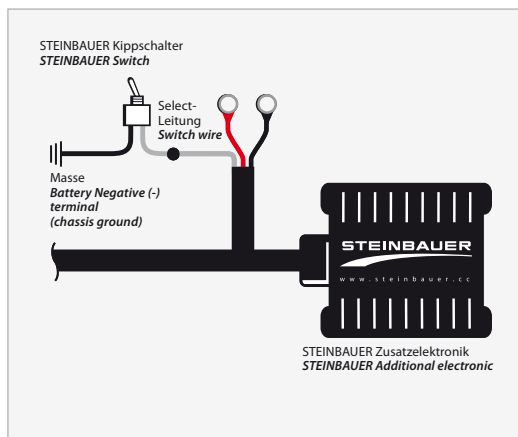 STEINBAUER Kippschalter
STEINBAUER Switch
Select-
Leitung
Switch wire
Masse
Battery Negative (-)
terminal
(chassis ground)
STEINBAUER
www.steinbauer.cc
STEINBAUER Zusatzelektronik
STEINBAUER Additional electronic